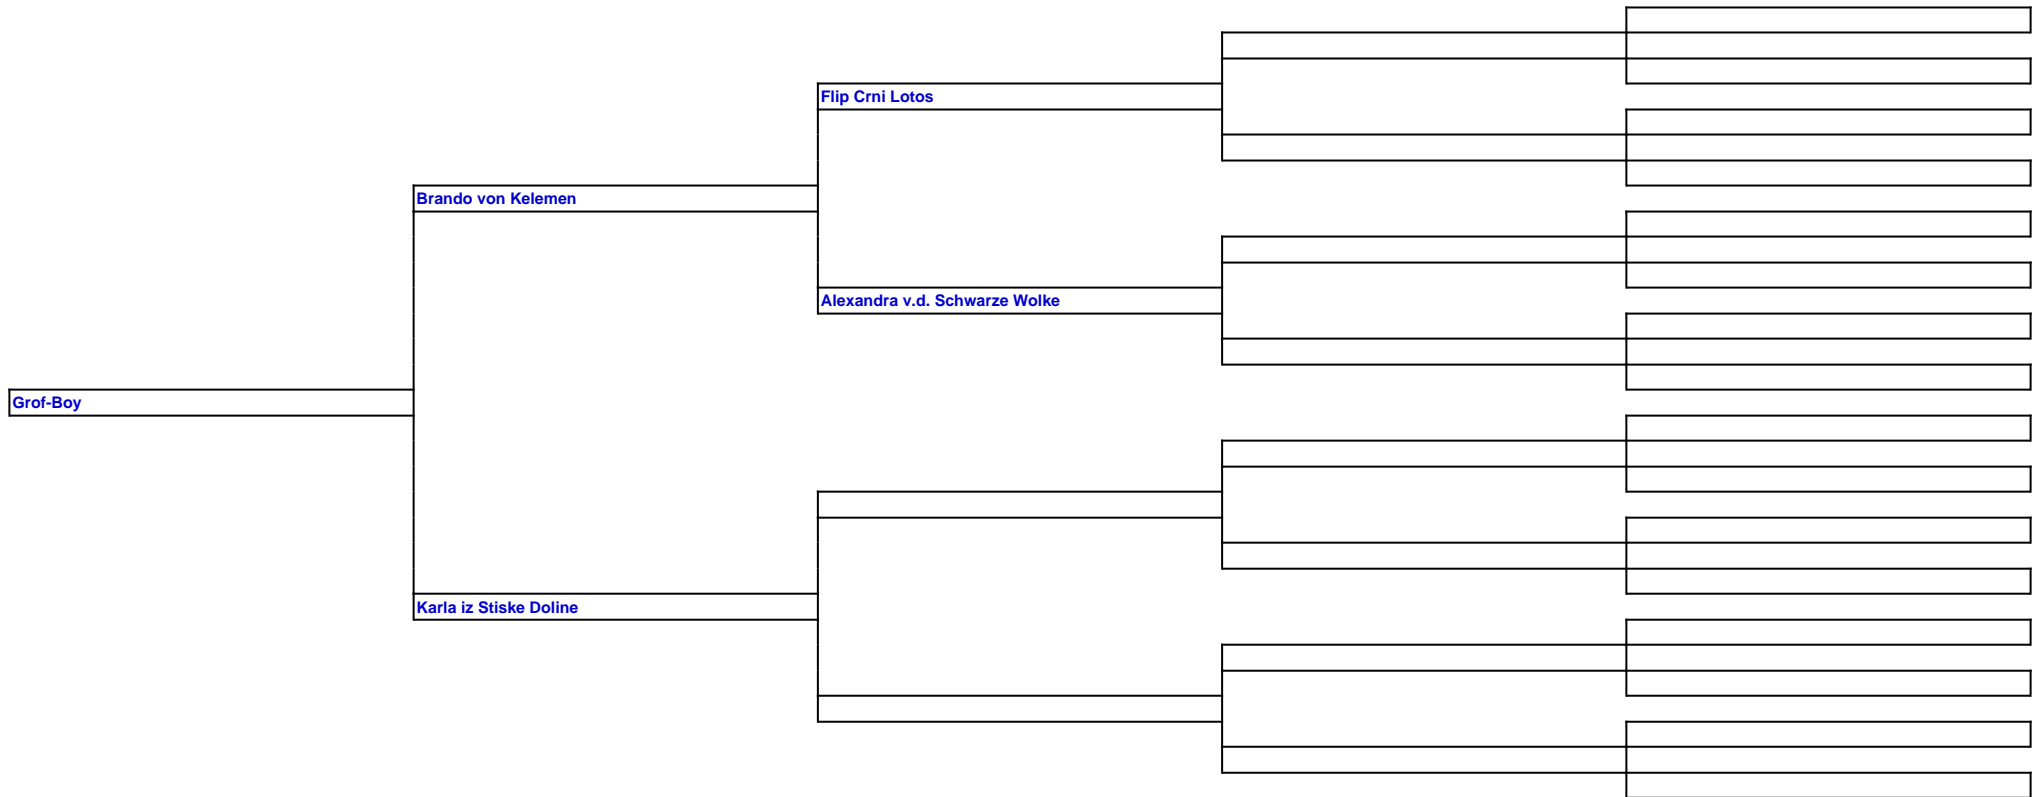 Flip Crni Lotos
Brando von Kelemen
Alexandra v.d. Schwarze Wolke
Grof-Boy
Karla iz Stiske Doline